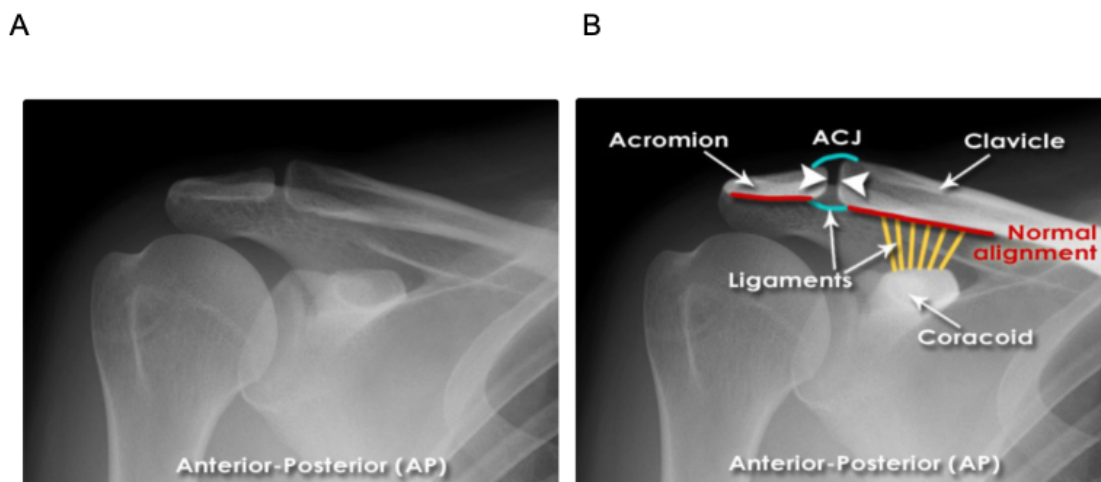 A
B
Acromion
ACJ
Clavicle
Normal
alignment
Ligaments
Coracoid
Anterior-Posterior (AP)
Anterior-Posterior (AP)